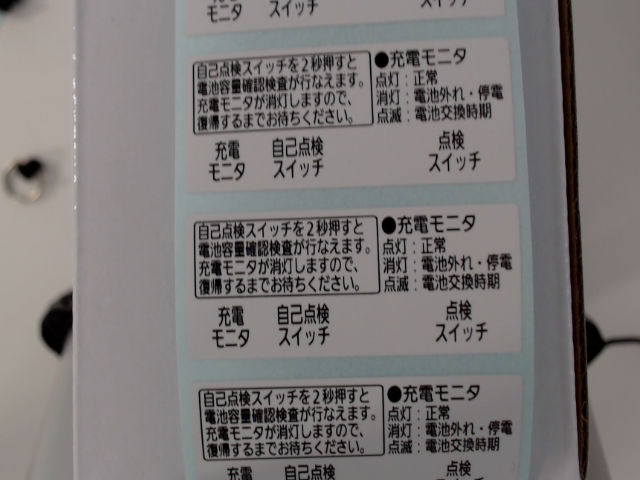 モニタ スイッチ スイッチ
自己点検スイッチを2秒押すと
電池容量確認検査が行なえます。
充電モニタが消灯しますので、
復帰するまでお待ちください。
●充電モニタ
点灯:正常
消灯:電池外れ・停電
点滅:電池交換時期
充電 自己点検 点検
モニタ スイッチ スイッチ
自己点検スイッチを2秒押すと
電池容量確認検査が行なえます。
充電モニタが消灯しますので、
復帰するまでお待ちください。
●充電モニタ
点灯:正常
消灯:電池外れ・停電
点滅:電池交換時期
充電 自己点検 点検
モニタ スイッチ スイッチ
自己点検スイッチを2秒押すと
電池容量確認検査が行なえます。
充電モニタが消灯しますので、
復帰するまでお待ちください。
●充電モニタ
点灯:正常
消灯:電池外れ・停電
点滅:電池交換時期
充電 自己点検 点検